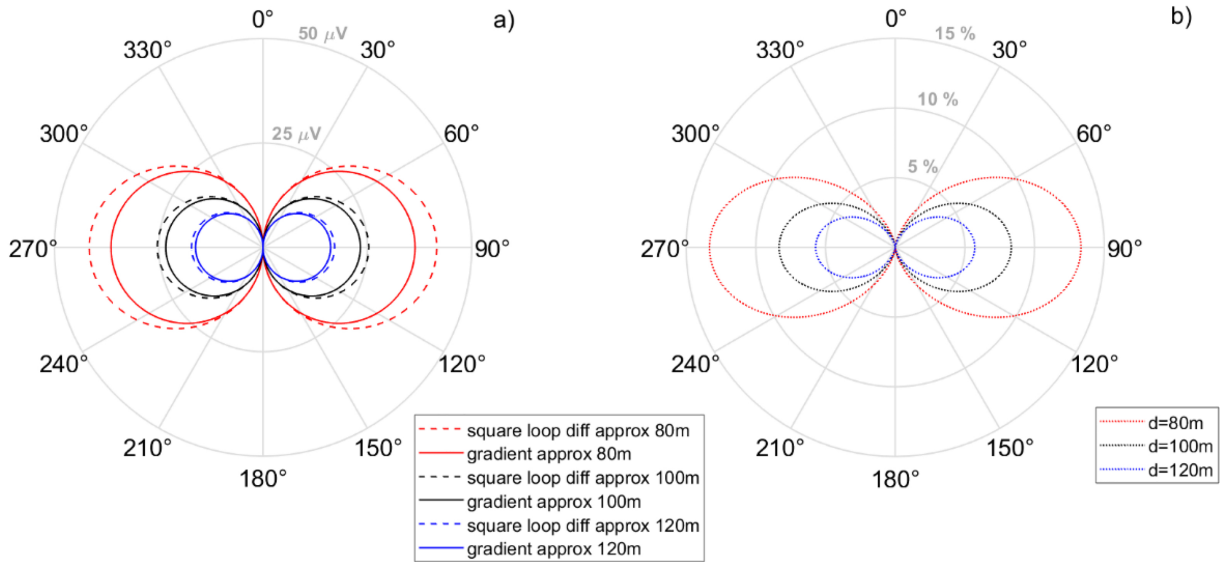 a)
0°
50 μV
330°
30°
25 μV
300°
60°
270°
90°
240°
120°
210°
150°
180°
square loop diff approx 80m
gradient approx 80m
square loop diff approx 100m
gradient approx 100m
square loop diff approx 120m
gradient approx 120m
b)
0°
15 %
330°
30°
10 %
300°
60°
5 %
270°
90°
240°
120°
210°
150°
180°
d=80m
d=100m
d=120m